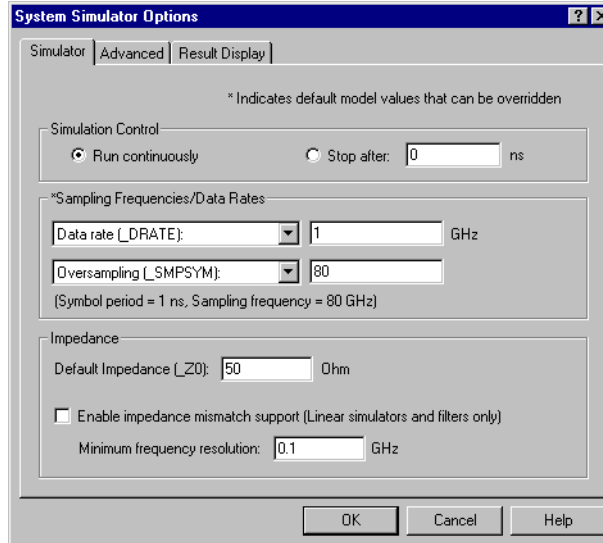 System Simulator Options
Simulator Advanced Result Display
* Indicates default model values that can be overridden
Simulation Control
Run continuously Stop after: 0 ns
*Sampling Frequencies/Data Rates
Data rate (_DRATE): 1 GHz
Oversampling (_SMPSYM): 80
(Symbol period = 1 ns, Sampling frequency = 80 GHz)
Impedance
Default Impedance (_Z0): 50 Ohm
Enable impedance mismatch support (Linear simulators and filters only)
Minimum frequency resolution: 0.1 GHz
OK Cancel Help